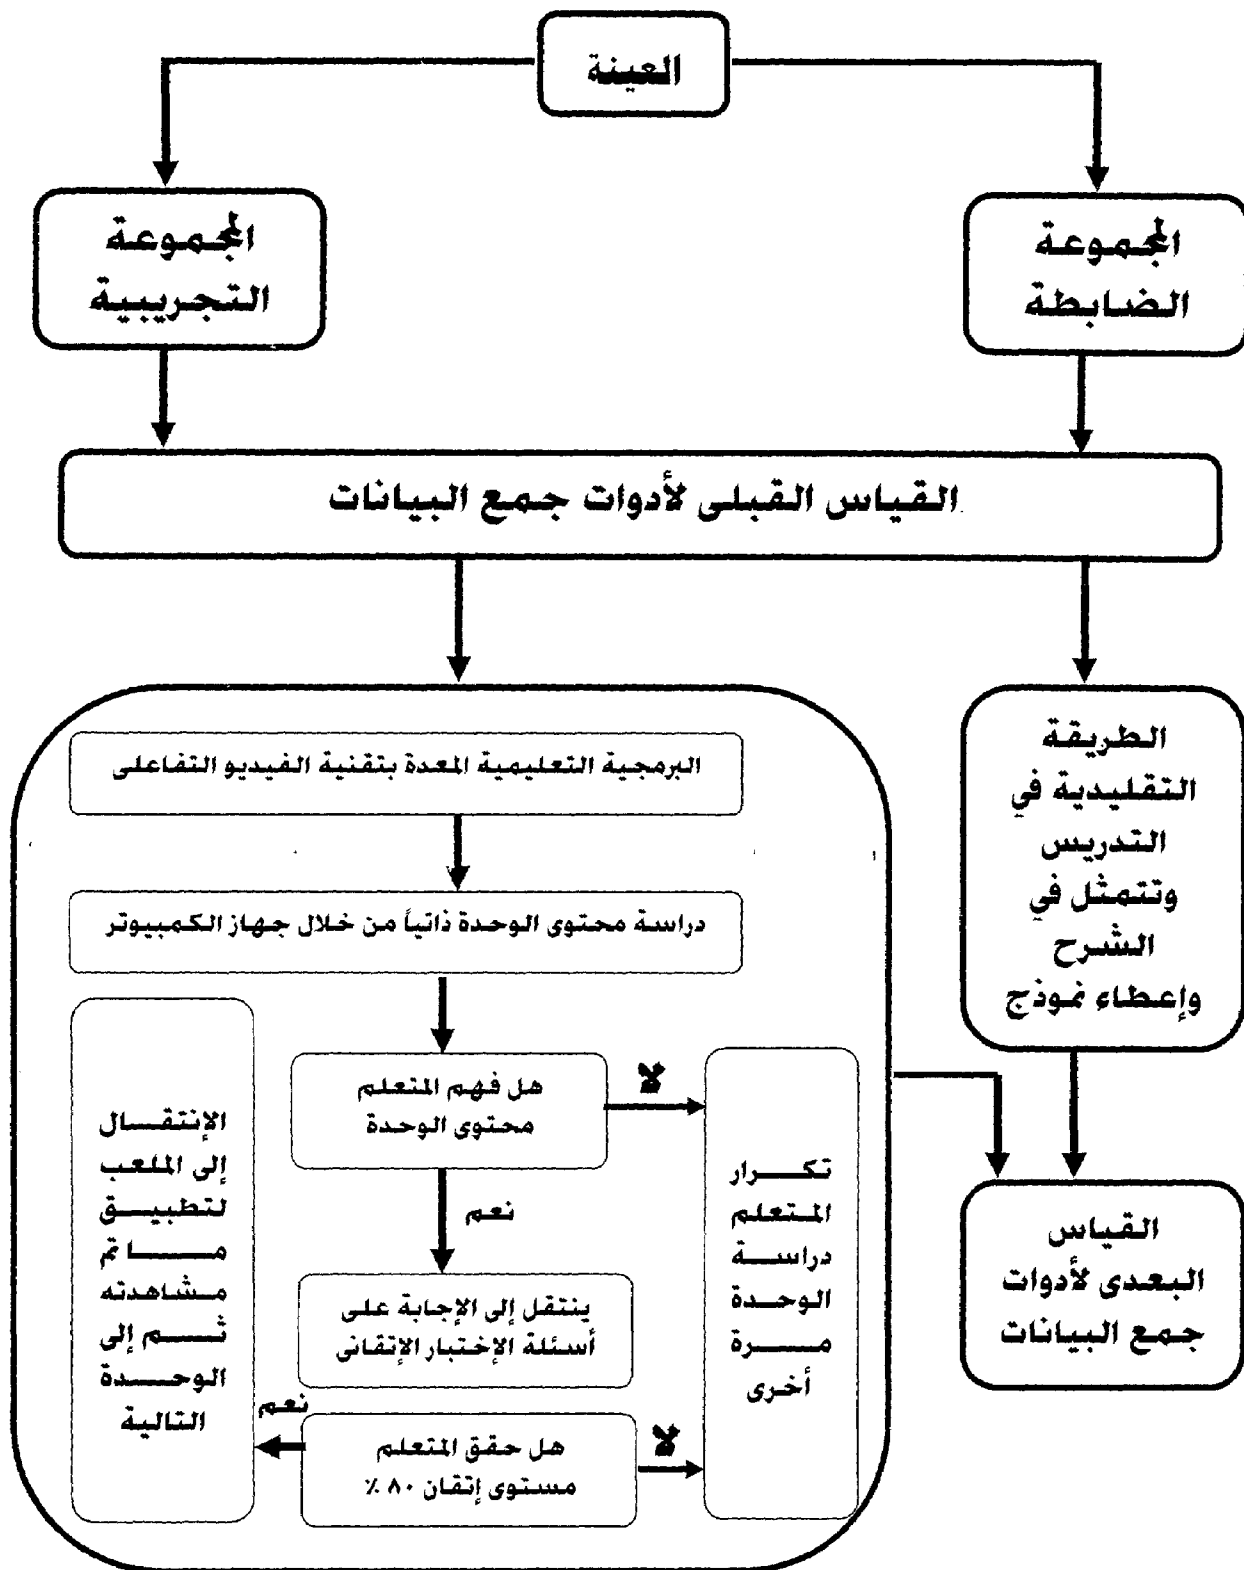 العينة
المجموعة
الضابطة
المجموعة
التجريبية
القياس القبلى لأدوات جمع البيانات
الطريقة
التقليدية في
التدريس
وتتمثل في
الشرح
وإعطاء نموذج
البرمجية التعليمية المعدة بتقنية الفيديو التفاعلى
دراسة محتوى الوحدة ذاتياً من خلال جهاز الكمبيوتر
هل فهم المتعلم
محتوى الوحدة
لا
نعم
تكرار
المتعلم
دراسة
الوحدة
مرة
أخرى
ينتقل إلى الإجابة على
أسئلة الإختبار الإتقانى
هل حقق المتعلم
مستوى إتقان ٨٠ ٪
لا
نعم
الإنتقال
إلى الملعب
لتطبيق
ما تم
مشاهدته
ثم إلى
الوحدة
التالية
القياس
البعدى لأدوات
جمع البيانات